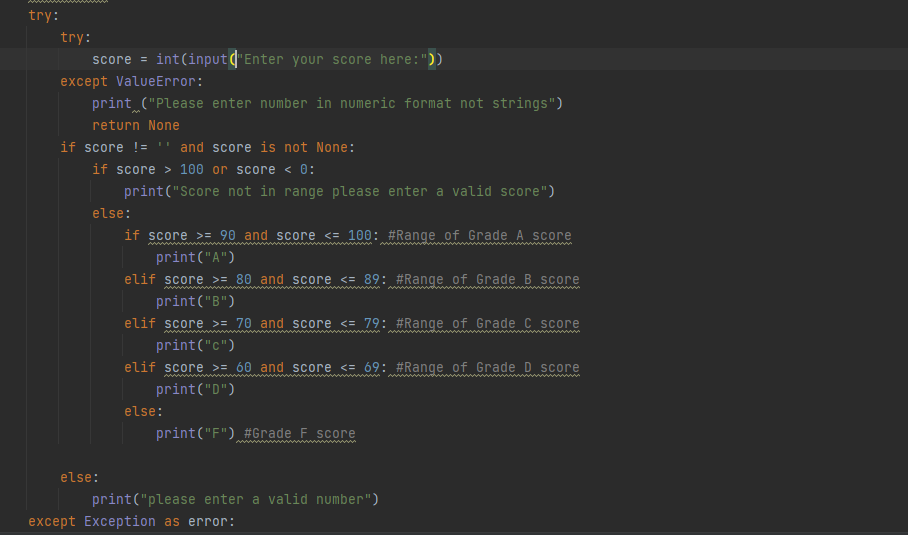 try:
    try:
        score = int(input("Enter your score here:"))
    except ValueError:
        print ("Please enter number in numeric format not strings")
        return None
    if score != '' and score is not None:
        if score > 100 or score < 0:
            print("Score not in range please enter a valid score")
        else:
            if score >= 90 and score <= 100: #Range of Grade A score
                print("A")
            elif score >= 80 and score <= 89: #Range of Grade B score
                print("B")
            elif score >= 70 and score <= 79: #Range of Grade C score
                print("c")
            elif score >= 60 and score <= 69: #Range of Grade D score
                print("D")
            else:
                print("F") #Grade F score
    else:
        print("please enter a valid number")
except Exception as error: